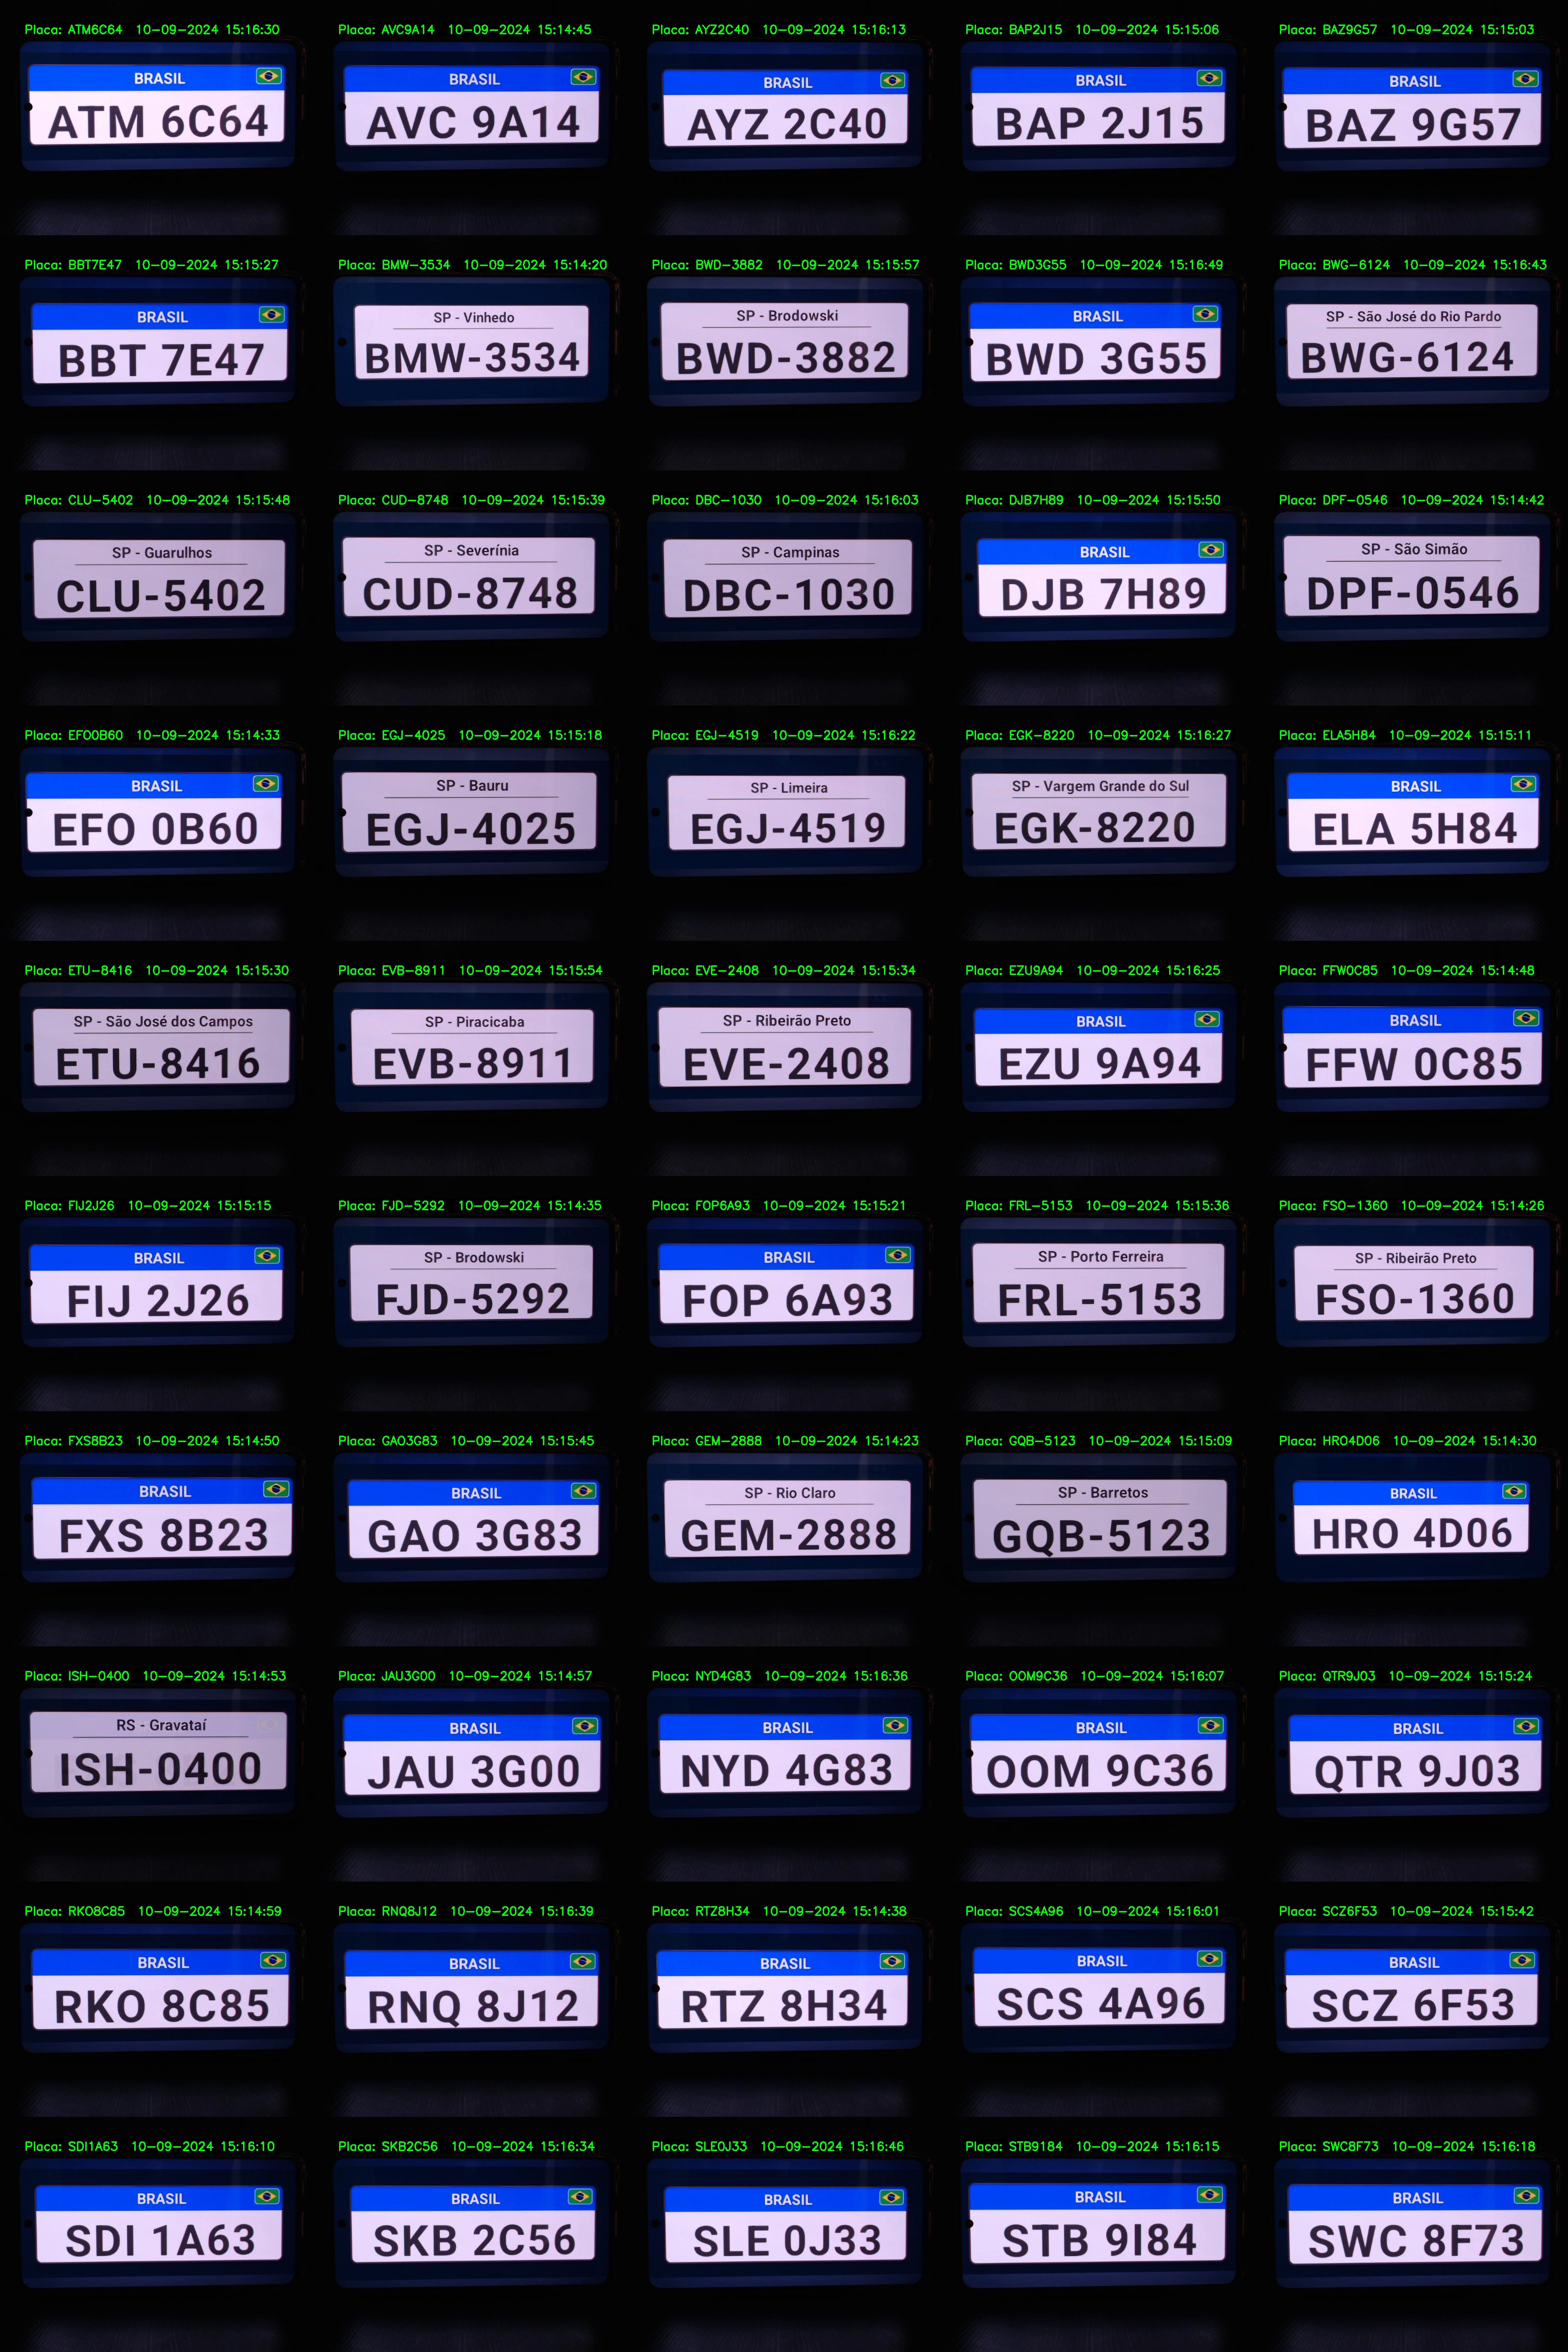 Placa: ATM6C64 10-09-2024 15:16:30
BRASIL
ATM 6C64
Placa: AVC9A14 10-09-2024 15:14:45
BRASIL
AVC 9A14
Placa: AYZ2C40 10-09-2024 15:16:13
BRASIL
AYZ 2C40
Placa: BAP2J15 10-09-2024 15:15:06
BRASIL
BAP 2J15
Placa: BAZ9G57 10-09-2024 15:15:03
BRASIL
BAZ 9G57
Placa: BBT7E47 10-09-2024 15:15:27
BRASIL
BBT 7E47
Placa: BMW-3534 10-09-2024 15:14:20
SP - Vinhedo
BMW-3534
Placa: BWD-3882 10-09-2024 15:15:57
SP - Brodowski
BWD-3882
Placa: BWD3G55 10-09-2024 15:16:49
BRASIL
BWD 3G55
Placa: BWG-6124 10-09-2024 15:16:43
SP - São José do Rio Pardo
BWG-6124
Placa: CLU-5402 10-09-2024 15:15:48
SP - Guarulhos
CLU-5402
Placa: CUD-8748 10-09-2024 15:15:39
SP - Severínia
CUD-8748
Placa: DBC-1030 10-09-2024 15:16:03
SP - Campinas
DBC-1030
Placa: DJB7H89 10-09-2024 15:15:50
BRASIL
DJB 7H89
Placa: DPF-0546 10-09-2024 15:14:42
SP - São Simão
DPF-0546
Placa: EFO0B60 10-09-2024 15:14:33
BRASIL
EFO 0B60
Placa: EGJ-4025 10-09-2024 15:15:18
SP - Bauru
EGJ-4025
Placa: EGJ-4519 10-09-2024 15:16:22
SP - Limeira
EGJ-4519
Placa: EGK-8220 10-09-2024 15:16:27
SP - Vargem Grande do Sul
EGK-8220
Placa: ELA5H84 10-09-2024 15:15:11
BRASIL
ELA 5H84
Placa: ETU-8416 10-09-2024 15:15:30
SP - São José dos Campos
ETU-8416
Placa: EVB-8911 10-09-2024 15:15:54
SP - Piracicaba
EVB-8911
Placa: EVE-2408 10-09-2024 15:15:34
SP - Ribeirão Preto
EVE-2408
Placa: EZU9A94 10-09-2024 15:16:25
BRASIL
EZU 9A94
Placa: FFW0C85 10-09-2024 15:14:48
BRASIL
FFW 0C85
Placa: FIJ2J26 10-09-2024 15:15:15
BRASIL
FIJ 2J26
Placa: FJD-5292 10-09-2024 15:14:35
SP - Brodowski
FJD-5292
Placa: FOP6A93 10-09-2024 15:15:21
BRASIL
FOP 6A93
Placa: FRL-5153 10-09-2024 15:15:36
SP - Porto Ferreira
FRL-5153
Placa: FSO-1360 10-09-2024 15:14:26
SP - Ribeirão Preto
FSO-1360
Placa: FXS8B23 10-09-2024 15:14:50
BRASIL
FXS 8B23
Placa: GAO3G83 10-09-2024 15:15:45
BRASIL
GAO 3G83
Placa: GEM-2888 10-09-2024 15:14:23
SP - Rio Claro
GEM-2888
Placa: GQB-5123 10-09-2024 15:15:09
SP - Barretos
GQB-5123
Placa: HRO4D06 10-09-2024 15:14:30
BRASIL
HRO 4D06
Placa: ISH-0400 10-09-2024 15:14:53
RS - Gravataí
ISH-0400
Placa: JAU3G00 10-09-2024 15:14:57
BRASIL
JAU 3G00
Placa: NYD4G83 10-09-2024 15:16:36
BRASIL
NYD 4G83
Placa: OOM9C36 10-09-2024 15:16:07
BRASIL
OOM 9C36
Placa: QTR9J03 10-09-2024 15:15:24
BRASIL
QTR 9J03
Placa: RKO8C85 10-09-2024 15:14:59
BRASIL
RKO 8C85
Placa: RNQ8J12 10-09-2024 15:16:39
BRASIL
RNQ 8J12
Placa: RTZ8H34 10-09-2024 15:14:38
BRASIL
RTZ 8H34
Placa: SCS4A96 10-09-2024 15:16:01
BRASIL
SCS 4A96
Placa: SCZ6F53 10-09-2024 15:15:42
BRASIL
SCZ 6F53
Placa: SDI1A63 10-09-2024 15:16:10
BRASIL
SDI 1A63
Placa: SKB2C56 10-09-2024 15:16:34
BRASIL
SKB 2C56
Placa: SLE0J33 10-09-2024 15:16:46
BRASIL
SLE 0J33
Placa: STB9184 10-09-2024 15:16:15
BRASIL
STB 9I84
Placa: SWC8F73 10-09-2024 15:16:18
BRASIL
SWC 8F73